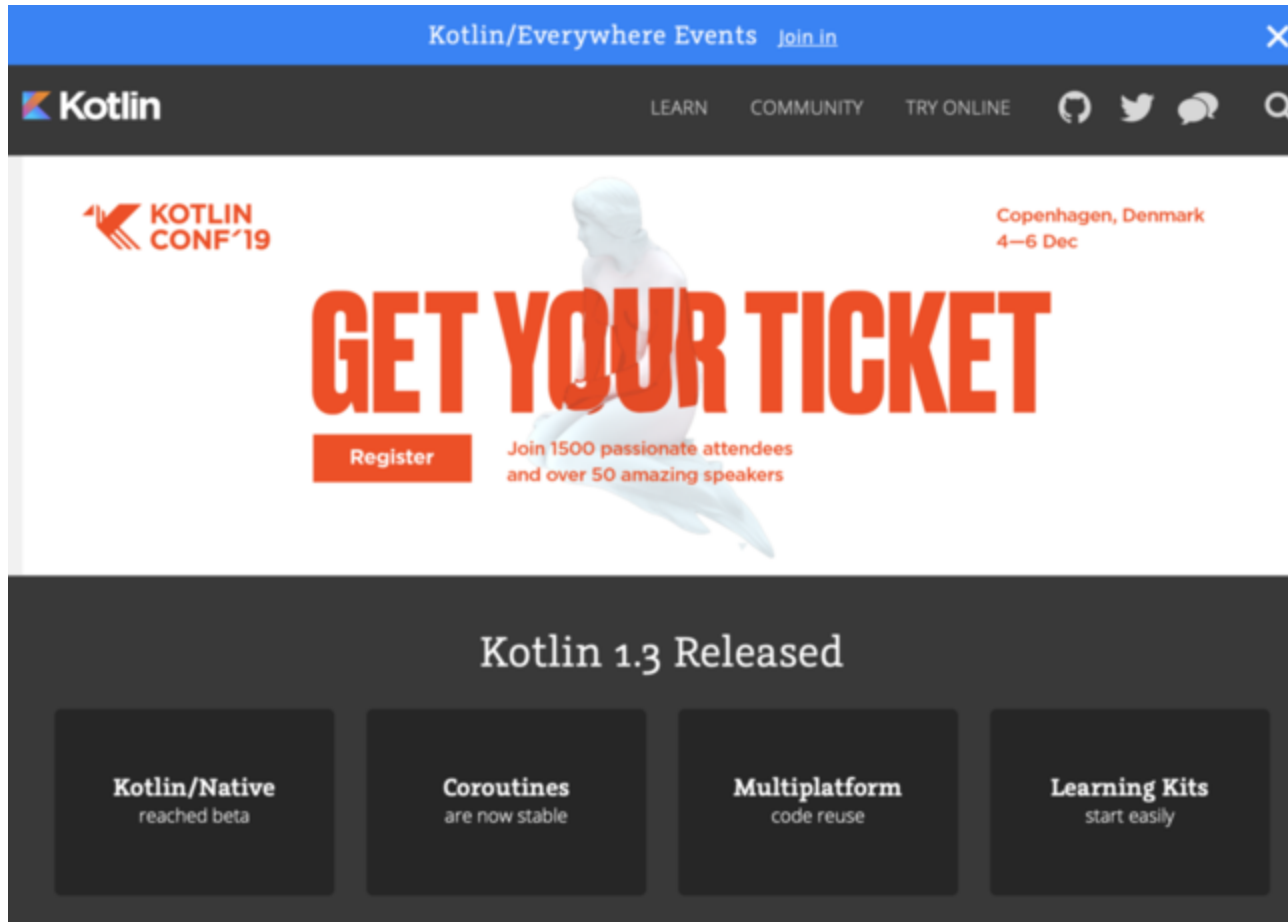 Kotlin/Everywhere Events Join in
Kotlin LEARN COMMUNITY TRY ONLINE
KOTLIN
CONF´19
Copenhagen, Denmark
4—6 Dec
GET YOUR TICKET
Register
Join 1500 passionate attendees
and over 50 amazing speakers
Kotlin 1.3 Released
Kotlin/Native
reached beta
Coroutines
are now stable
Multiplatform
code reuse
Learning Kits
start easily